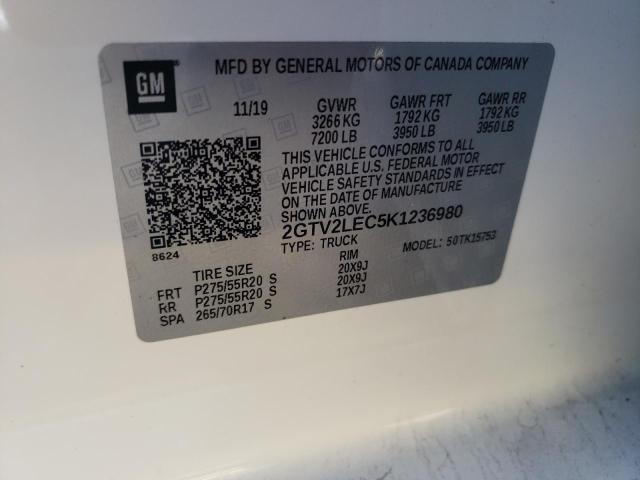 GM
MFD BY GENERAL MOTORS OF CANADA COMPANY
11/19 GVWR GAWR FRT GAWR RR
3266 KG 1792 KG 1792 KG
7200 LB 3950 LB 3950 LB
THIS VEHICLE CONFORMS TO ALL
APPLICABLE U.S. FEDERAL MOTOR
VEHICLE SAFETY STANDARDS IN EFFECT
ON THE DATE OF MANUFACTURE
SHOWN ABOVE.
2GTV2LEC5K1236980
8624
TYPE: TRUCK MODEL: 50TK15753
TIRE SIZE RIM
FRT P275/55R20 S 20X9J
RR P275/55R20 S 20X9J
SPA 265/70R17 S 17X7J